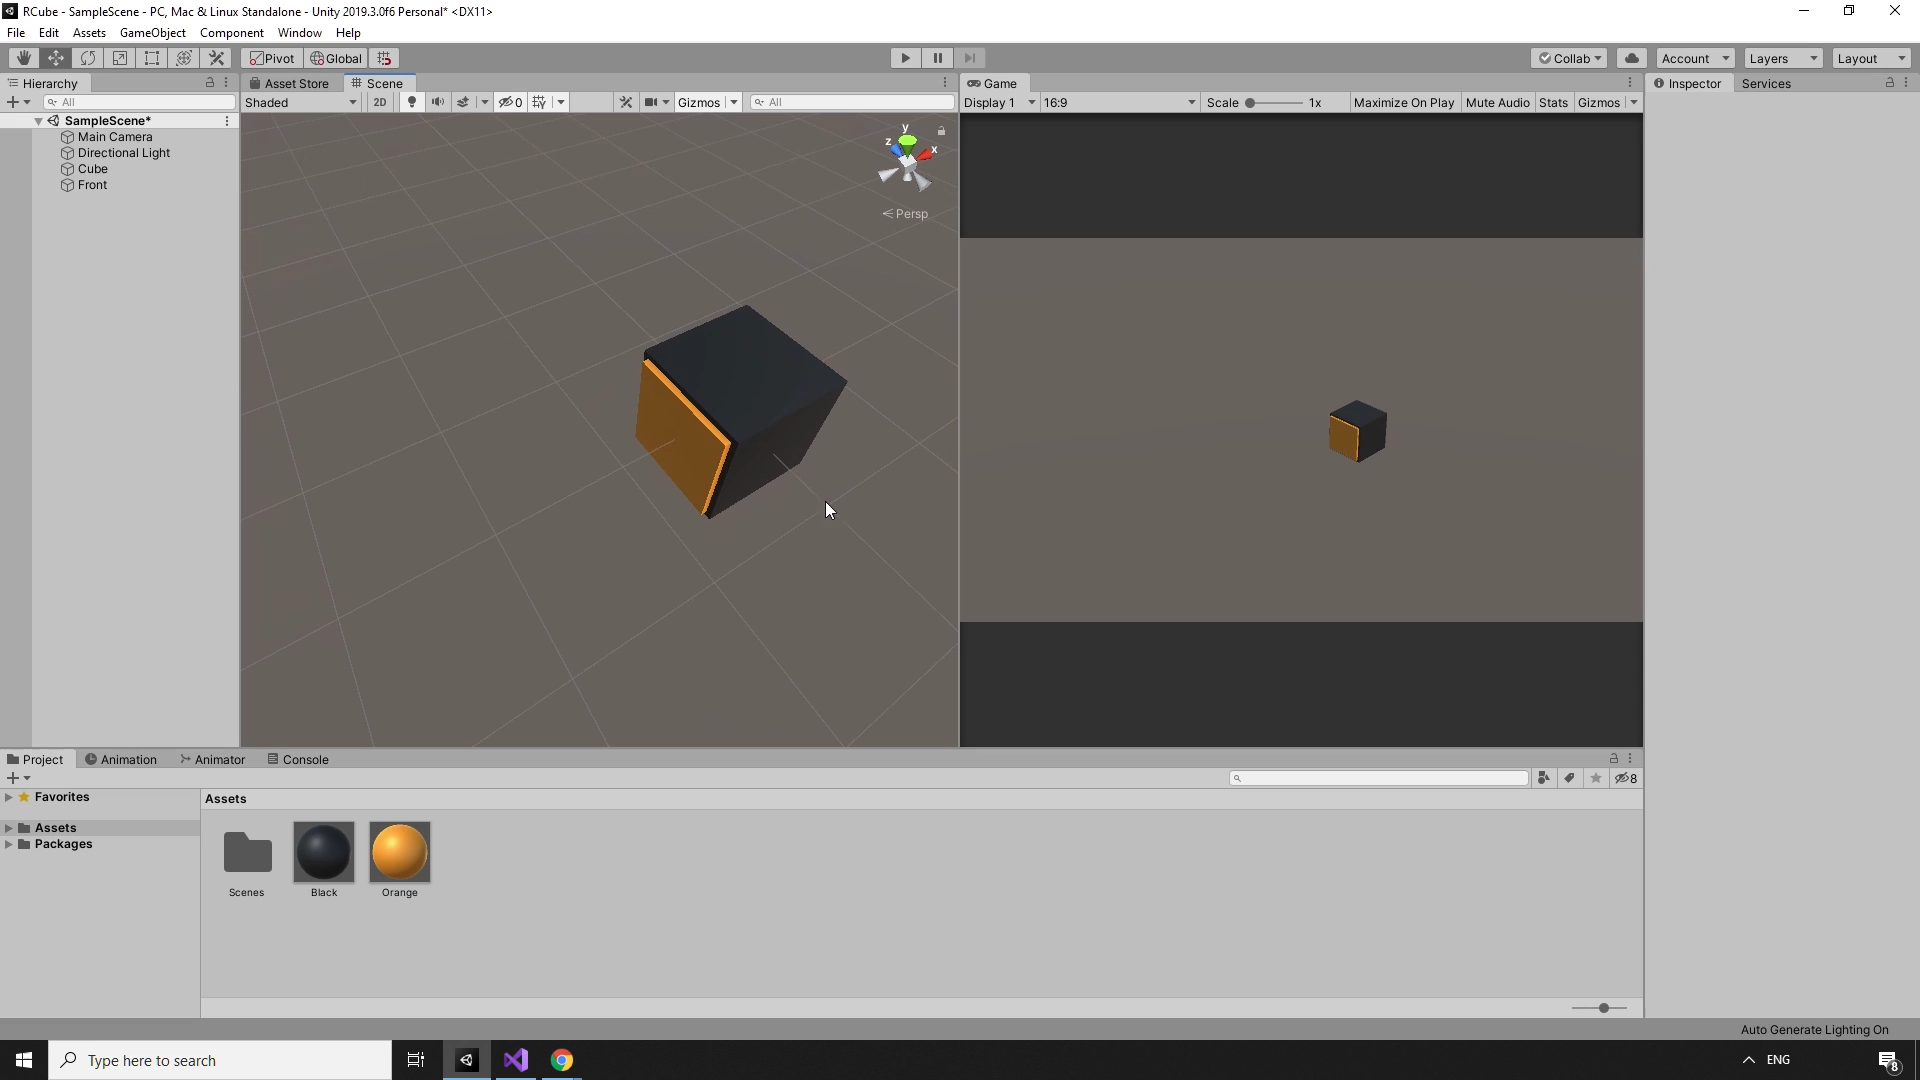 RCube - SampleScene - PC, Mac & Linux Standalone - Unity 2019.3.0f6 Personal* <DX11>
File Edit Assets GameObject Component Window Help
Pivot Global Collab Account Layers Layout
Hierarchy Asset Store Scene Game Inspector Services
All Shaded 2D 0 Gizmos All Display 1 16:9 Scale 1x Maximize On Play Mute Audio Stats Gizmos
SampleScene*
Main Camera
Directional Light
Cube
Front
y
z x
Persp
Project Animation Animator Console
8
Favorites Assets
Assets
Packages
Scenes Black Orange
Auto Generate Lighting On
Type here to search ENG 8